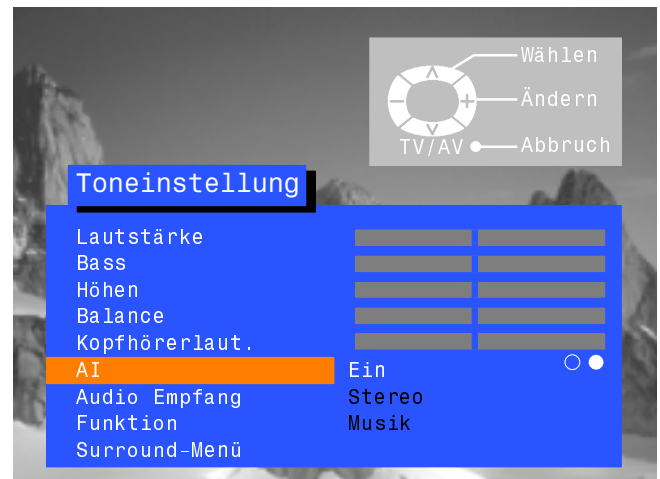 Wählen
Ändern
TV/AV Abbruch
Toneinstellung
Lautstärke
Bass
Höhen
Balance
Kopfhörerlaut.
AI Ein
Audio Empfang Stereo
Funktion Musik
Surround-Menü